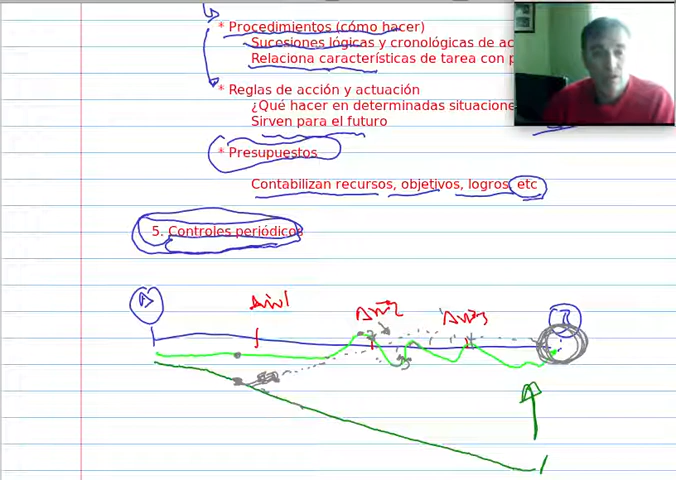 * Procedimientos (cómo hacer)
Sucesiones lógicas y cronológicas de ac
Relaciona características de tarea con p
* Reglas de acción y actuación
¿Qué hacer en determinadas situacione
Sirven para el futuro
* Presupuestos
Contabilizan recursos, objetivos, logros, etc
5. Controles periódicos
A
B